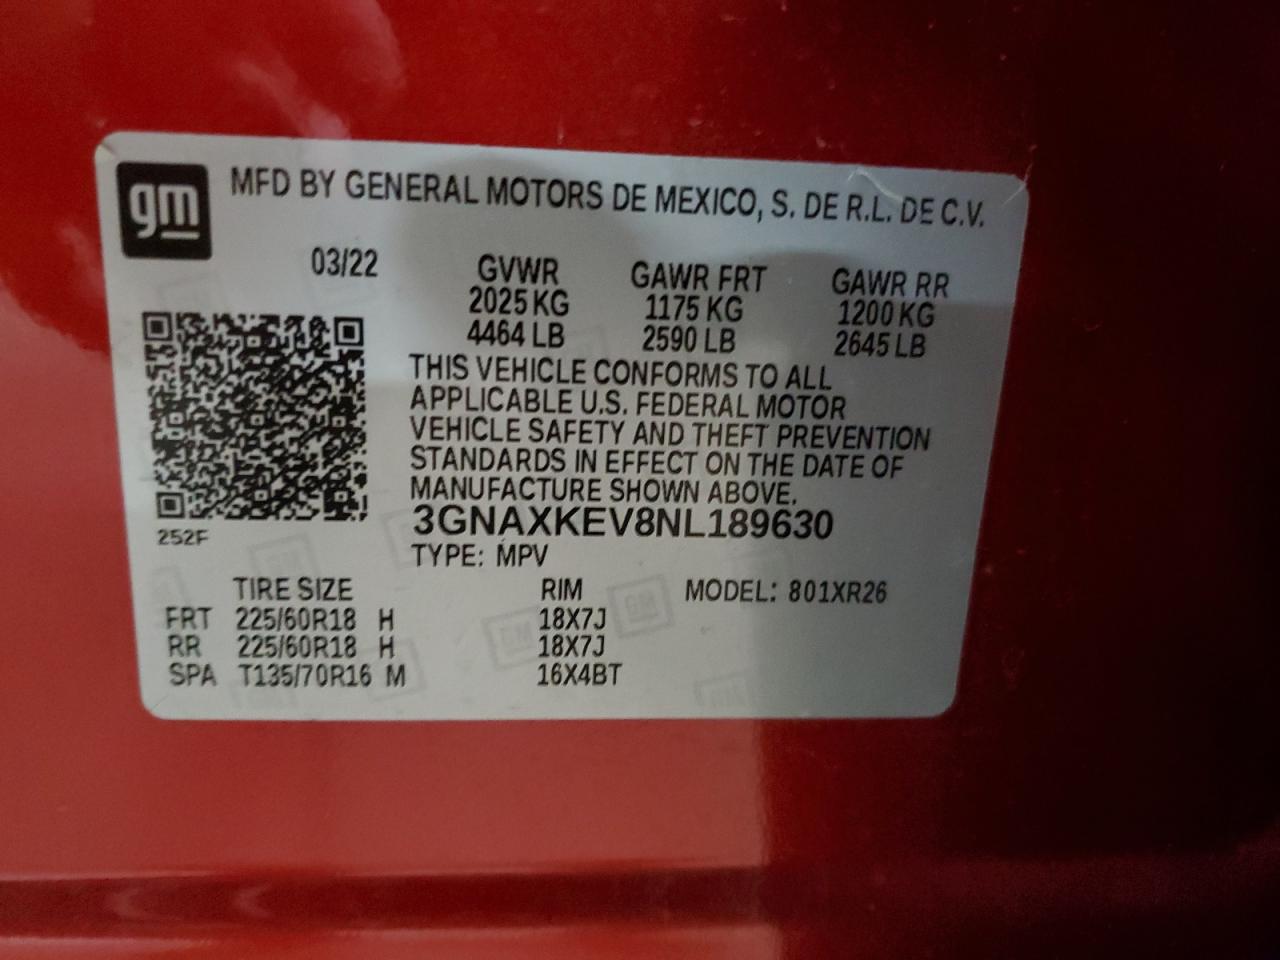 gm MFD BY GENERAL MOTORS DE MEXICO, S. DE R.L. DE C.V.
03/22 GVWR GAWR FRT GAWR RR
2025 KG 1175 KG 1200 KG
4464 LB 2590 LB 2645 LB
THIS VEHICLE CONFORMS TO ALL
APPLICABLE U.S. FEDERAL MOTOR
VEHICLE SAFETY AND THEFT PREVENTION
STANDARDS IN EFFECT ON THE DATE OF
MANUFACTURE SHOWN ABOVE.
3GNAXKEV8NL189630
252F
TYPE: MPV
TIRE SIZE RIM MODEL: 801XR26
FRT 225/60R18 H 18X7J
RR 225/60R18 H 18X7J
SPA T135/70R16 M 16X4BT